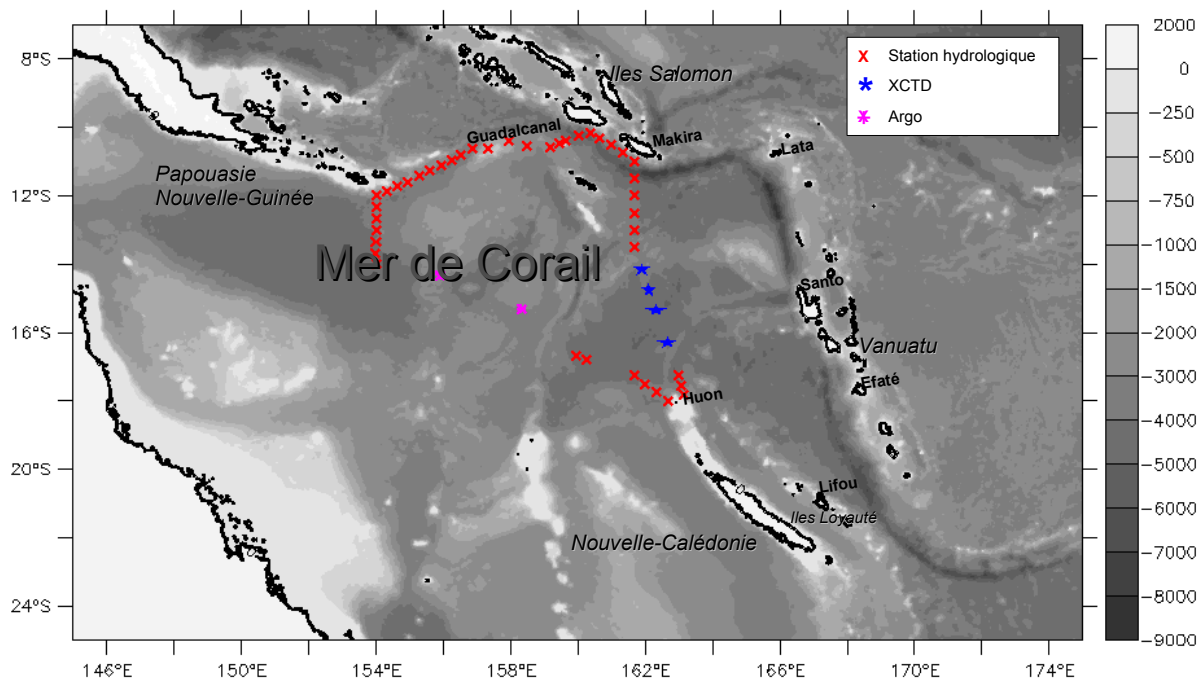 Station hydrologique
XCTD
Argo
Iles Salomon
Guadalcanal
Makira
Lata
Papouasie
Nouvelle-Guinée
Mer de Corail
Santo
Vanuatu
Efaté
Huon
Lifou
Iles Loyauté
Nouvelle-Calédonie
8°S
12°S
16°S
20°S
24°S
146°E
150°E
154°E
158°E
162°E
166°E
170°E
174°E
2000
0
−250
−500
−750
−1000
−1500
−2000
−3000
−4000
−5000
−6000
−7000
−8000
−9000